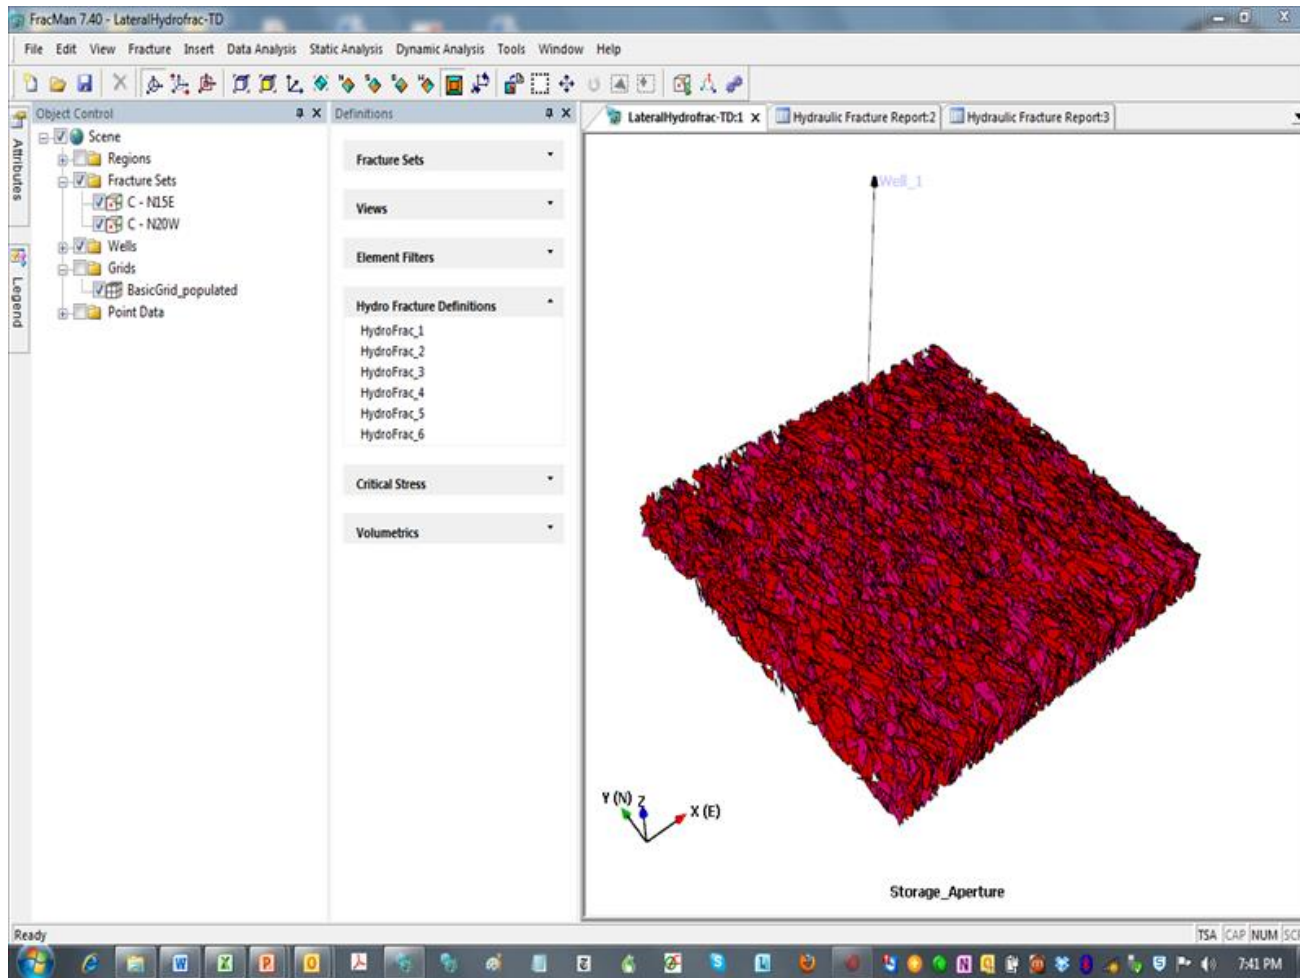 FracMan 7.40 - LateralHydrofrac-TD
File Edit View Fracture Insert Data Analysis Static Analysis Dynamic Analysis Tools Window Help
Object Control
Definitions
LateralHydrofrac-TD:1 Hydraulic Fracture Report:2 Hydraulic Fracture Report:3
Attributes
Legend
Scene
Regions
Fracture Sets
C - N15E
C - N20W
Wells
Grids
BasicGrid_populated
Point Data
Fracture Sets
Views
Element Filters
Hydro Fracture Definitions
HydroFrac_1
HydroFrac_2
HydroFrac_3
HydroFrac_4
HydroFrac_5
HydroFrac_6
Critical Stress
Volumetrics
Well_1
Y (N) Z X (E)
Storage_Aperture
Ready
TSA CAP NUM SC
7:41 PM